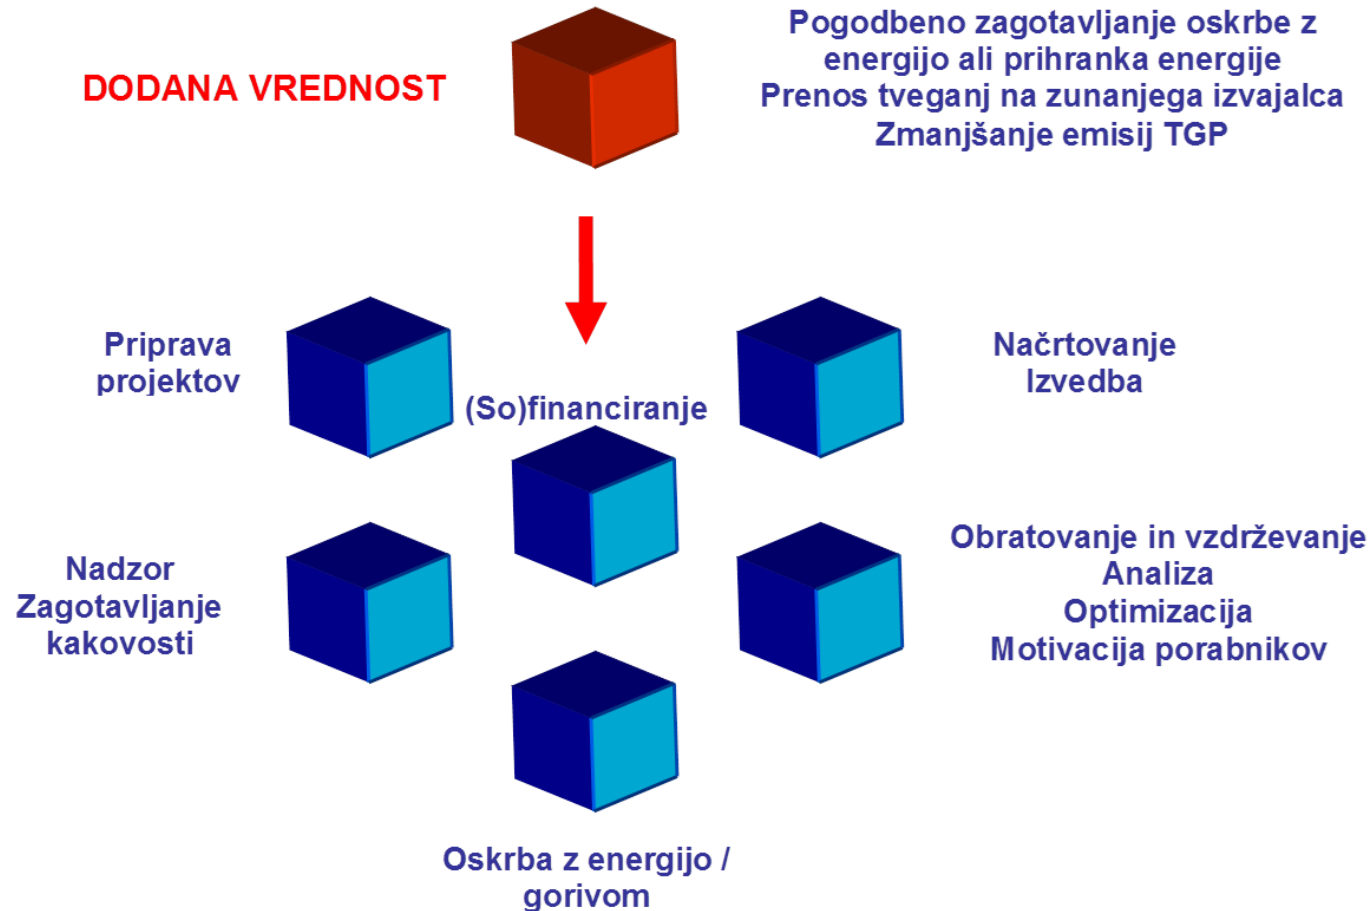 DODANA VREDNOST
Pogodbeno zagotavljanje oskrbe z
energijo ali prihranka energije
Prenos tveganj na zunanjega izvajalca
Zmanjšanje emisij TGP
Priprava
projektov
(So)financiranje
Načrtovanje
Izvedba
Nadzor
Zagotavljanje
kakovosti
Obratovanje in vzdrževanje
Analiza
Optimizacija
Motivacija porabnikov
Oskrba z energijo /
gorivom